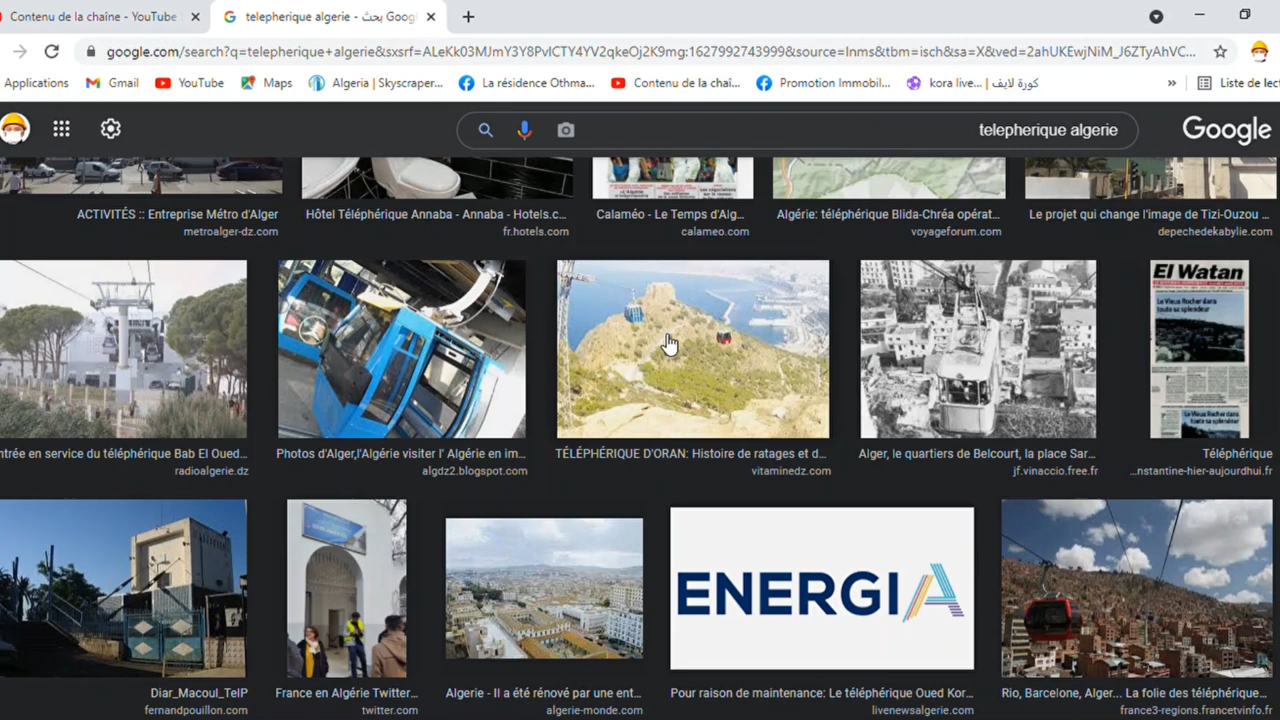 Contenu de la chaîne - YouTube
telepherique algerie - بحث Goog
google.com/search?q=telepherique+algerie&sxsrf=ALeKk03MJmY3Y8PvICTY4YV2qkeOj2K9mg:1627992743999&source=lnms&tbm=isch&sa=X&ved=2ahUKEwjNiM_J6ZTyAhVC...
Applications
Gmail
YouTube
Maps
Algeria | Skyscraper...
La résidence Othma...
Contenu de la chaî...
Promotion Immobil...
kora live... | كورة لايف
»
Liste de lect
telepherique algerie
Google
ACTIVITÉS :: Entreprise Métro d'Alger
metroalger-dz.com
Hôtel Téléphérique Annaba - Annaba - Hotels.c...
fr.hotels.com
Calaméo - Le Temps d'Alg...
calameo.com
Algérie: téléphérique Blida-Chréa opérat...
voyageforum.com
Le projet qui change l'image de Tizi-Ouzou ...
depechedekabylie.com
El Watan
Le Vieux Rocher dans
toute sa splendeur
ntrée en service du téléphérique Bab El Oued...
radioalgerie.dz
Photos d'Alger,l'Algérie visiter l' Algérie en im...
algdz2.blogspot.com
TÉLÉPHÉRIQUE D'ORAN: Histoire de ratages et d...
vitaminedz.com
Alger, le quartiers de Belcourt, la place Sar...
jf.vinaccio.free.fr
Téléphérique
...nstantine-hier-aujourdhui.fr
ENERGIA
Diar_Macoul_TelP
fernandpouillon.com
France en Algérie Twitter...
twitter.com
Algerie - Il a été rénové par une ent...
algerie-monde.com
Pour raison de maintenance: Le téléphérique Oued Kor...
livenewsalgerie.com
Rio, Barcelone, Alger... La folie des téléphérique...
france3-regions.francetvinfo.fr